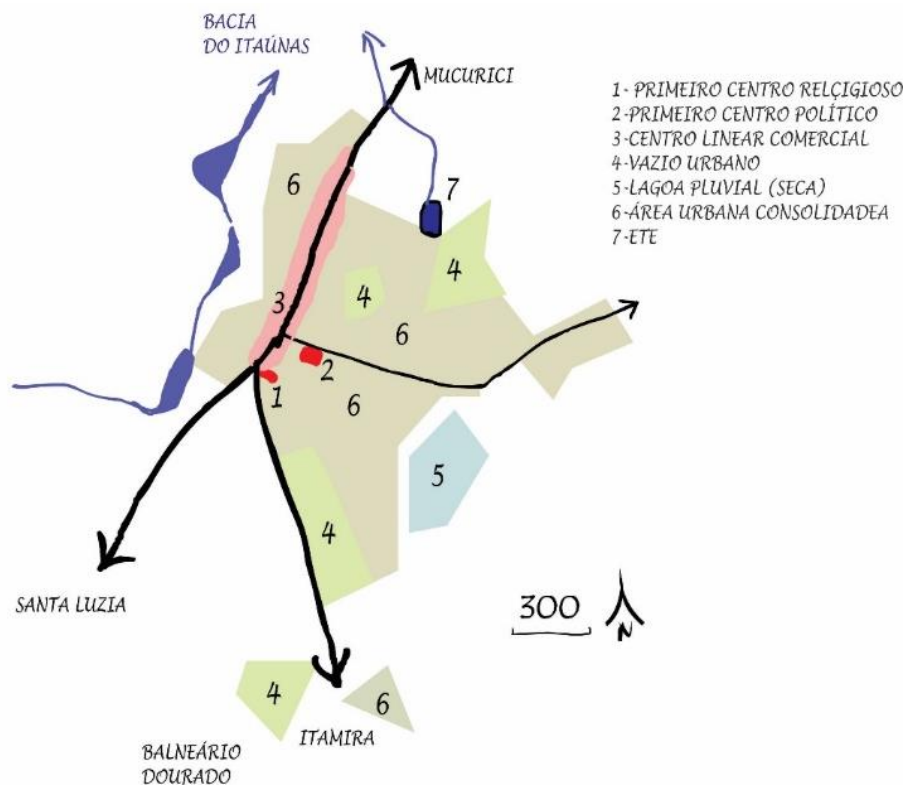 BACIA
DO ITAÚNAS
MUCURICI
1- PRIMEIRO CENTRO RELÇIGIOSO
2- PRIMEIRO CENTRO POLÍTICO
3- CENTRO LINEAR COMERCIAL
4- VAZIO URBANO
5- LAGOA PLUVIAL (SECA)
6- ÁREA URBANA CONSOLIDADEA
7- ETE
6
7
4
4
3
6
2
1
6
5
4
SANTA LUZIA
300
N
4
6
ITAMIRA
BALNEÁRIO
DOURADO